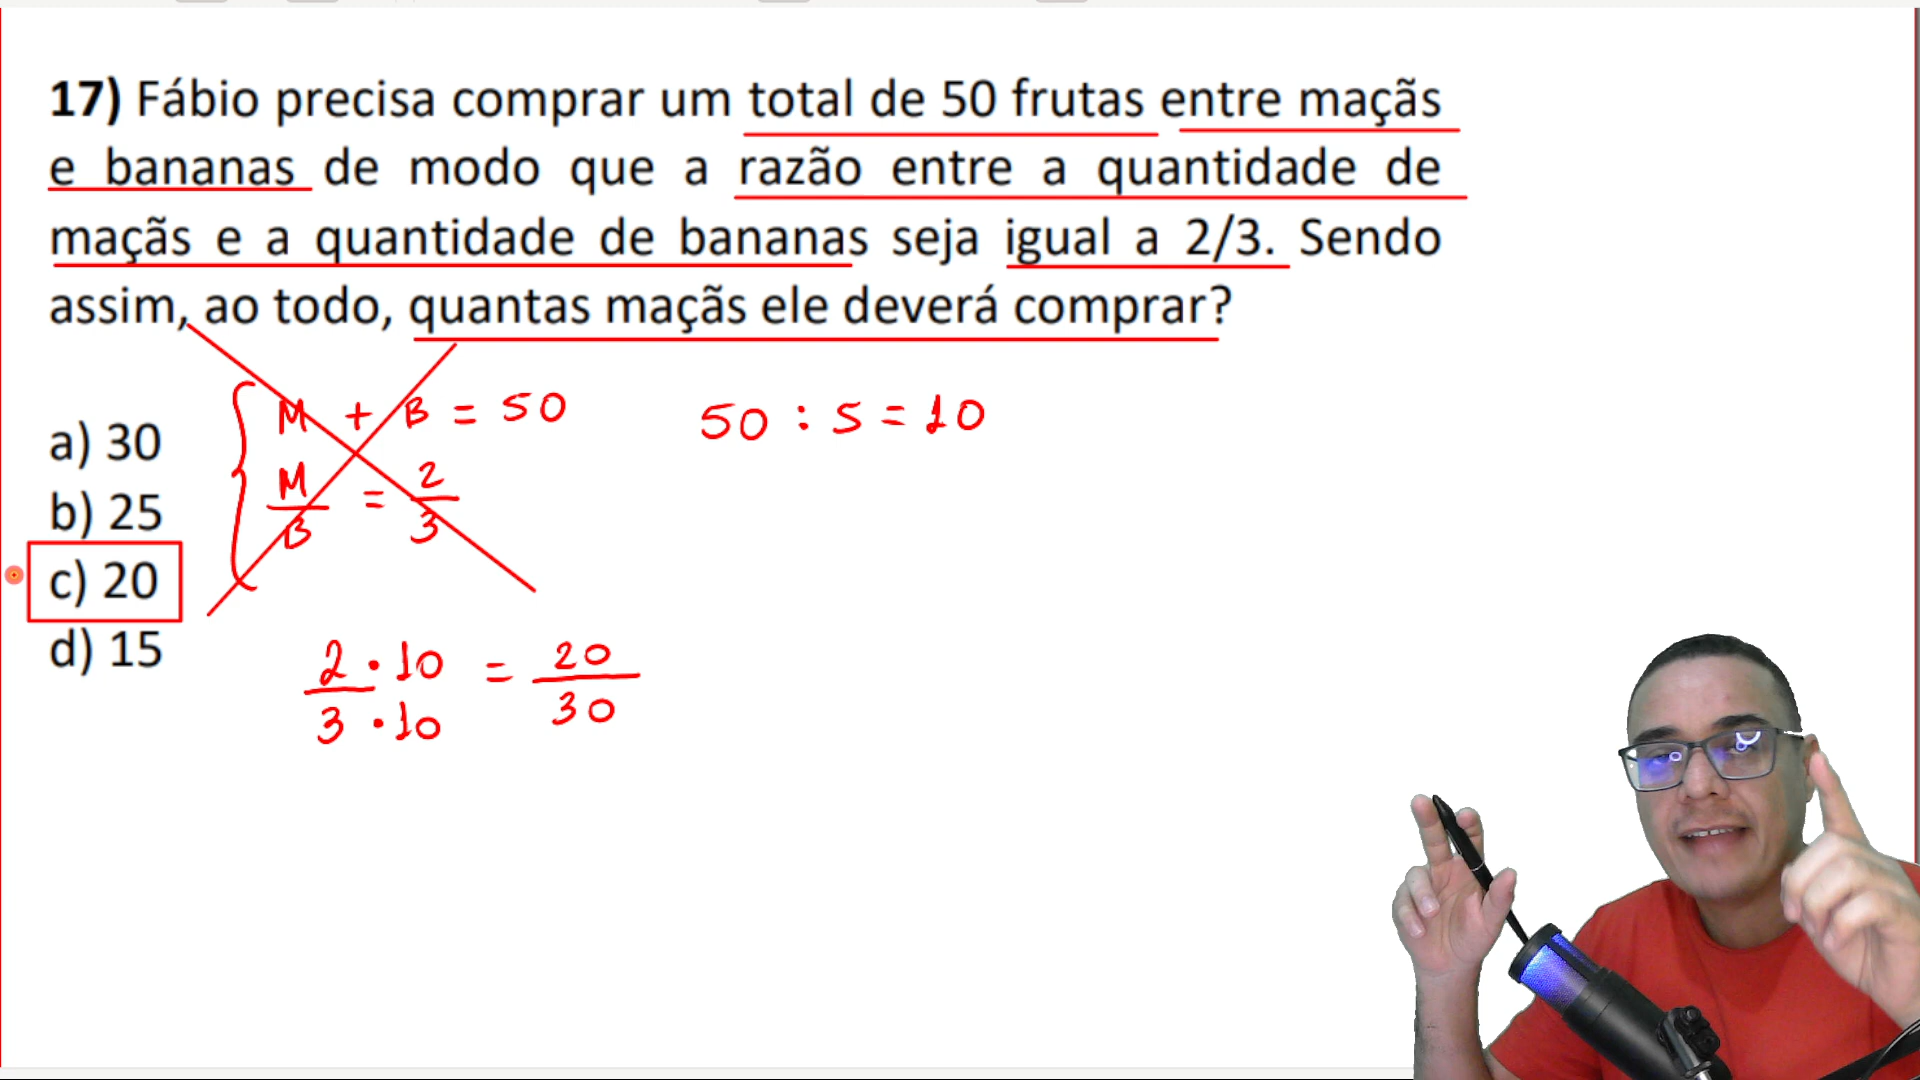 17) Fábio precisa comprar um total de 50 frutas entre maçãs
e bananas de modo que a razão entre a quantidade de
maçãs e a quantidade de bananas seja igual a 2/3. Sendo
assim, ao todo, quantas maçãs ele deverá comprar?
a) 30
b) 25
c) 20
d) 15
M + B = 50
M/B = 2/3
50 : 5 = 10
2 · 10 / 3 · 10 = 20/30